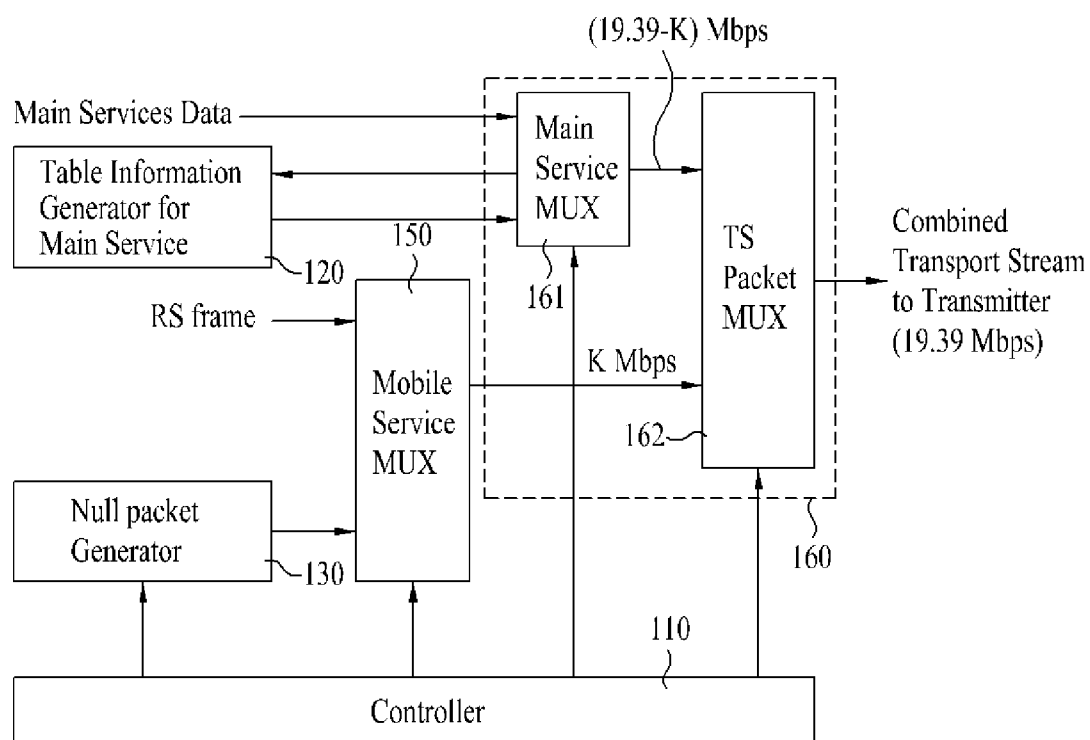 (19.39-K) Mbps
Main Services Data
Main
Service
MUX
Table Information
Generator for
Main Service
120
161
150
RS frame
Mobile
Service
MUX
K Mbps
TS
Packet
MUX
162
Combined
Transport Stream
to Transmitter
(19.39 Mbps)
Null packet
Generator
130
160
110
Controller